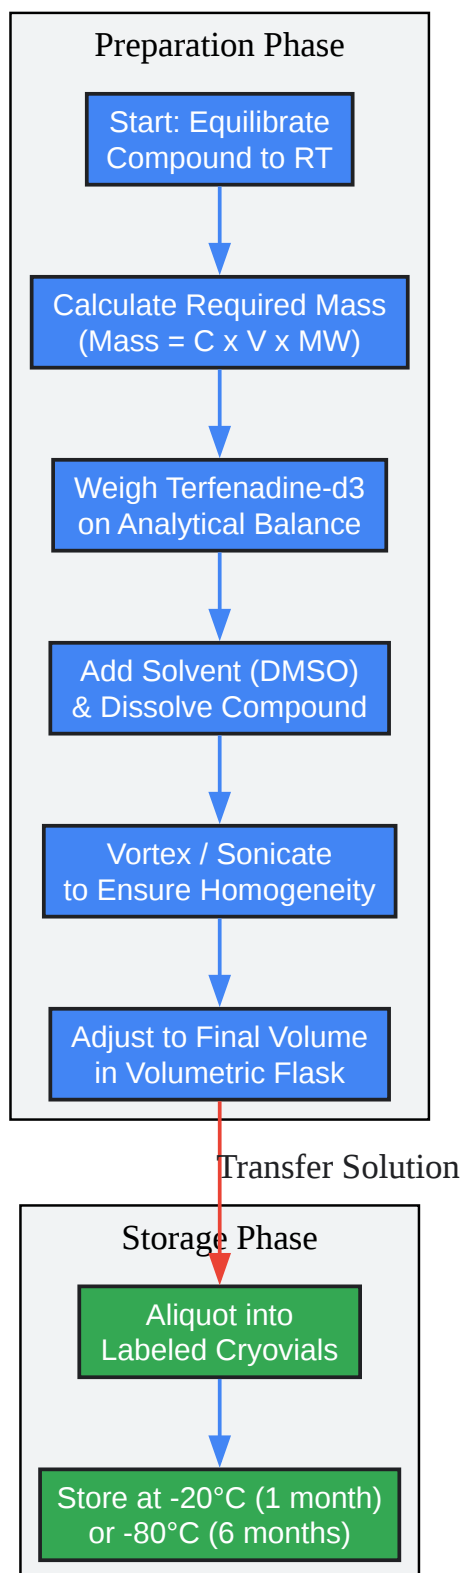 Preparation Phase
Start: Equilibrate
Compound to RT
Calculate Required Mass
(Mass = C x V x MW)
Weigh Terfenadine-d3
on Analytical Balance
Add Solvent (DMSO)
& Dissolve Compound
Vortex / Sonicate
to Ensure Homogeneity
Adjust to Final Volume
in Volumetric Flask
Transfer Solution
Storage Phase
Aliquot into
Labeled Cryovials
Store at -20°C (1 month)
or -80°C (6 months)